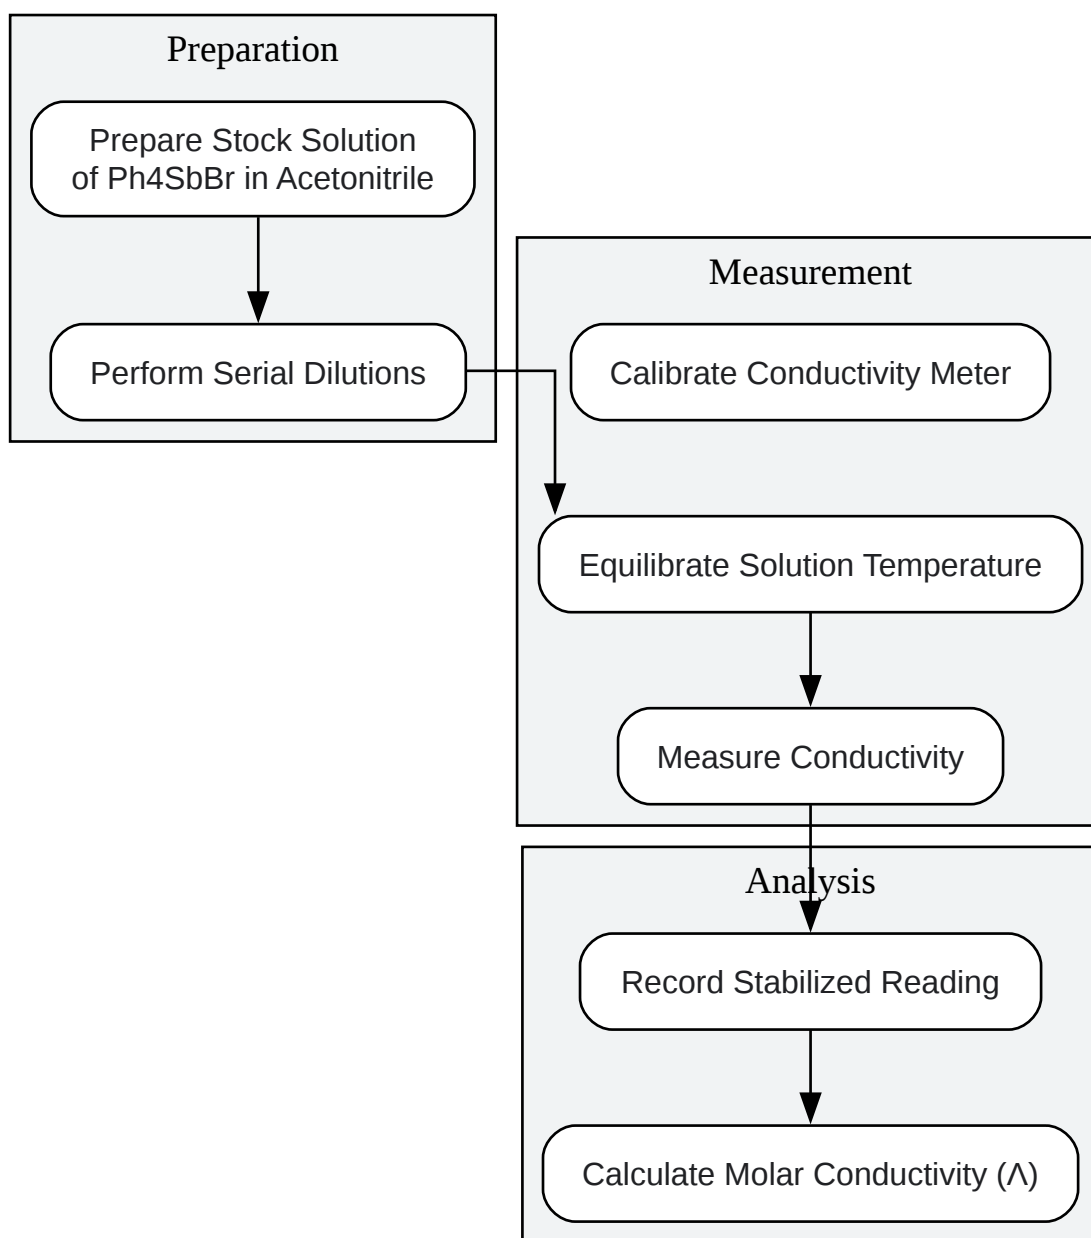 Preparation
Prepare Stock Solution
of Ph4SbBr in Acetonitrile
Perform Serial Dilutions
Measurement
Calibrate Conductivity Meter
Equilibrate Solution Temperature
Measure Conductivity
Analysis
Record Stabilized Reading
Calculate Molar Conductivity (Λ)